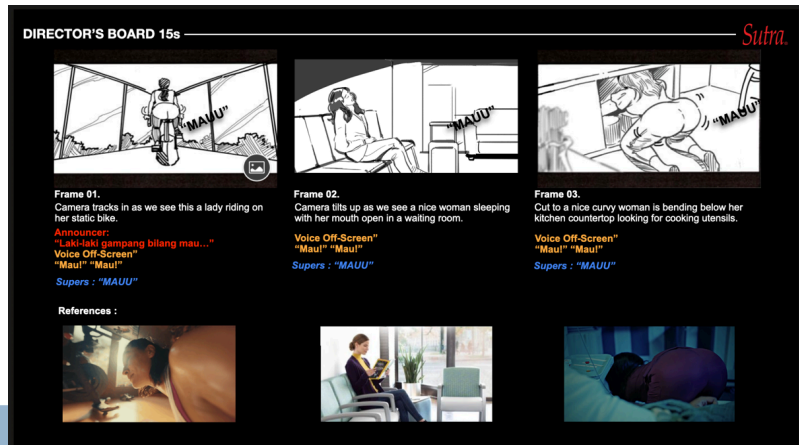 DIRECTOR'S BOARD 15s
Sutra
"MAUU"
"MAUU"
"MAUU"
Frame 01.
Camera tracks in as we see this a lady riding on
her static bike.
Announcer:
"Laki-laki gampang bilang mau…"
Voice Off-Screen"
"Mau!" "Mau!"
Supers : "MAUU"
Frame 02.
Camera tilts up as we see a nice woman sleeping
with her mouth open in a waiting room.
Voice Off-Screen"
"Mau!" "Mau!"
Supers : "MAUU"
Frame 03.
Cut to a nice curvy woman is bending below her
kitchen countertop looking for cooking utensils.
Voice Off-Screen"
"Mau!" "Mau!"
Supers : "MAUU"
References :